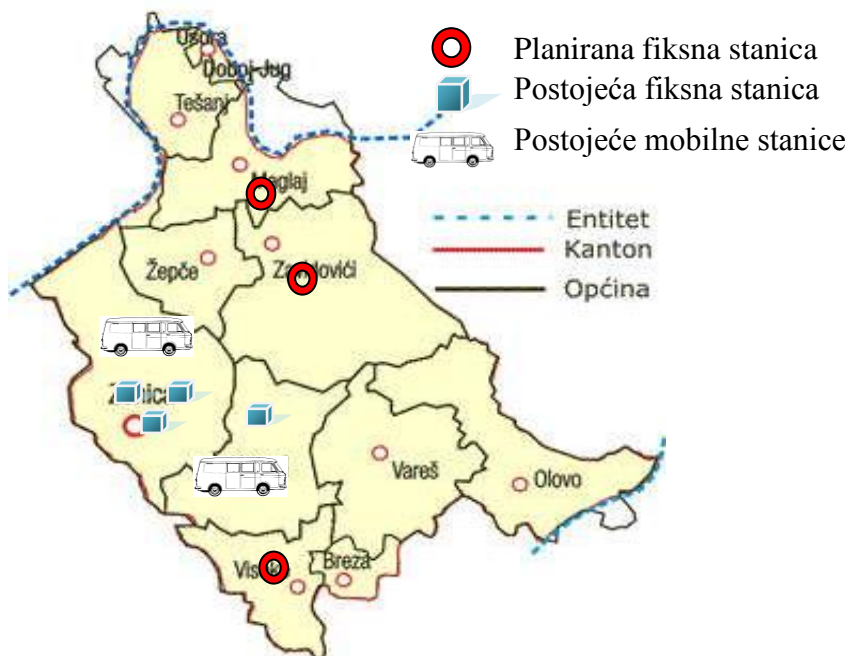 Planirana fiksna stanica
Postojeća fiksna stanica
Postojeće mobilne stanice
Entitet
Kanton
Općina
Usora
Doboj-Jug
Tešanj
Maglaj
Žepče
Zavidovići
Vareš
Olovo
Breza